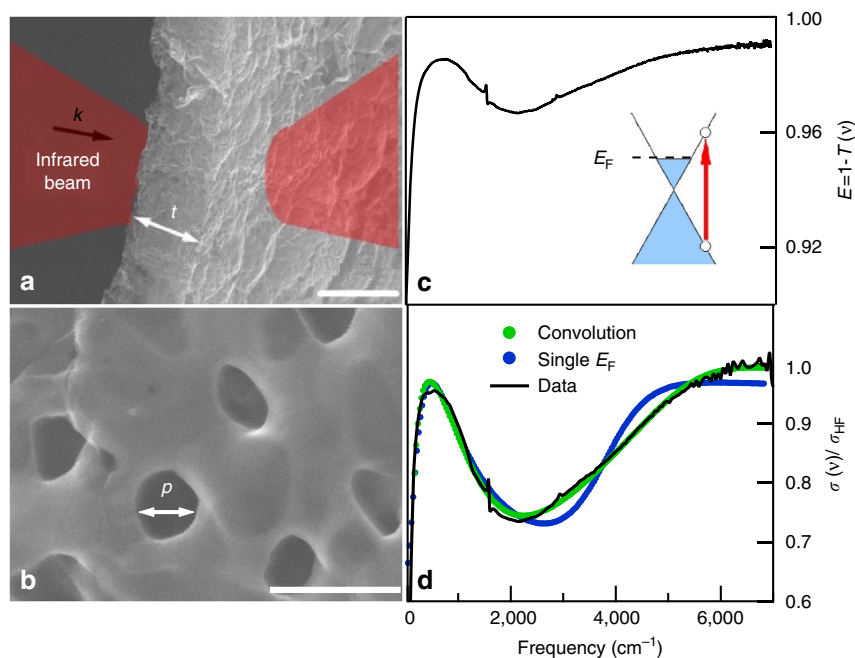 k
Infrared
beam
t
a
p
b
1.00
0.96
0.92
E=1- T (ν)
E_F
c
Convolution
Single E_F
Data
1.0
0.9
0.8
0.7
0.6
σ (ν)/ σ_HF
d
0
2,000
4,000
6,000
Frequency (cm⁻¹)